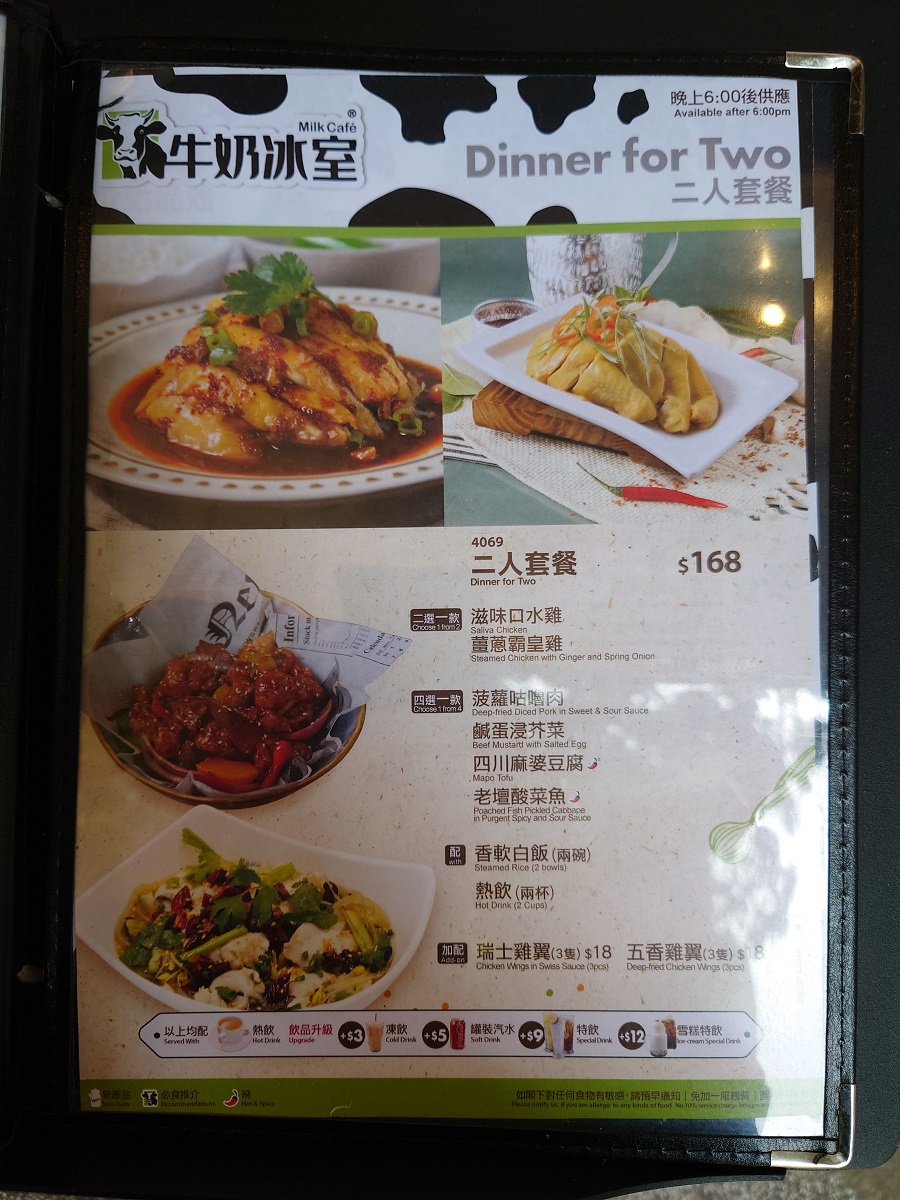 晚上6:00後供應
Available after 6:00pm
Milk Café ®
牛奶冰室
Dinner for Two
二人套餐
4069
二人套餐 $168
Dinner for Two
二選一款 滋味口水雞
Choose 1 from 2 Saliva Chicken
薑蔥霸皇雞
Steamed Chicken with Ginger and Spring Onion
四選一款 菠蘿咕嚕肉
Choose 1 from 4 Deep-fried Diced Pork in Sweet & Sour Sauce
鹹蛋浸芥菜
Beef Mustard with Salted Egg
四川麻婆豆腐
Mapo Tofu
老壇酸菜魚
Poached Fish Pickled Cabbape
in Purgent Spicy and Sour Sauce
配 香軟白飯 (兩碗)
with Steamed Rice (2 bowls)
熱飲 (兩杯)
Hot Drink (2 Cups)
加配 瑞士雞翼(3隻) $18 五香雞翼(3隻) $18
Add-on Chicken Wings in Swiss Sauce (3pcs) Deep-fried Chicken Wings (3pcs)
以上均配 熱飲 飲品升級 +$3 凍飲 +$5 罐裝汽水 +$9 特飲 +$12 雪糕特飲
Served With Hot Drink Upgrade Cold Drink Soft Drink Special Drink Ice-cream Special Drink
新產品 必食推介 辣 如閣下對任何食物有敏感，請預早通知 | 免加一服務費
New Items Recommendations Hot & Spicy Please notify us, if you are allergic to any kinds of food. No 10% service charge